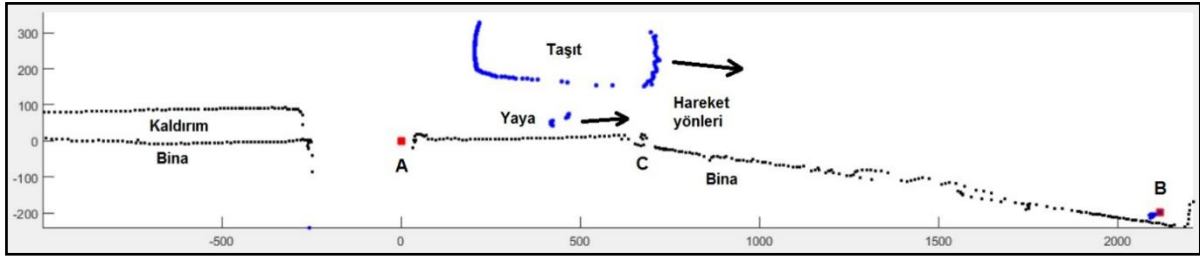 300
200
100
0
-100
-200
-500
0
500
1000
1500
2000
Taşıt
Yaya
Hareket
yönleri
Kaldırım
Bina
A
C
Bina
B